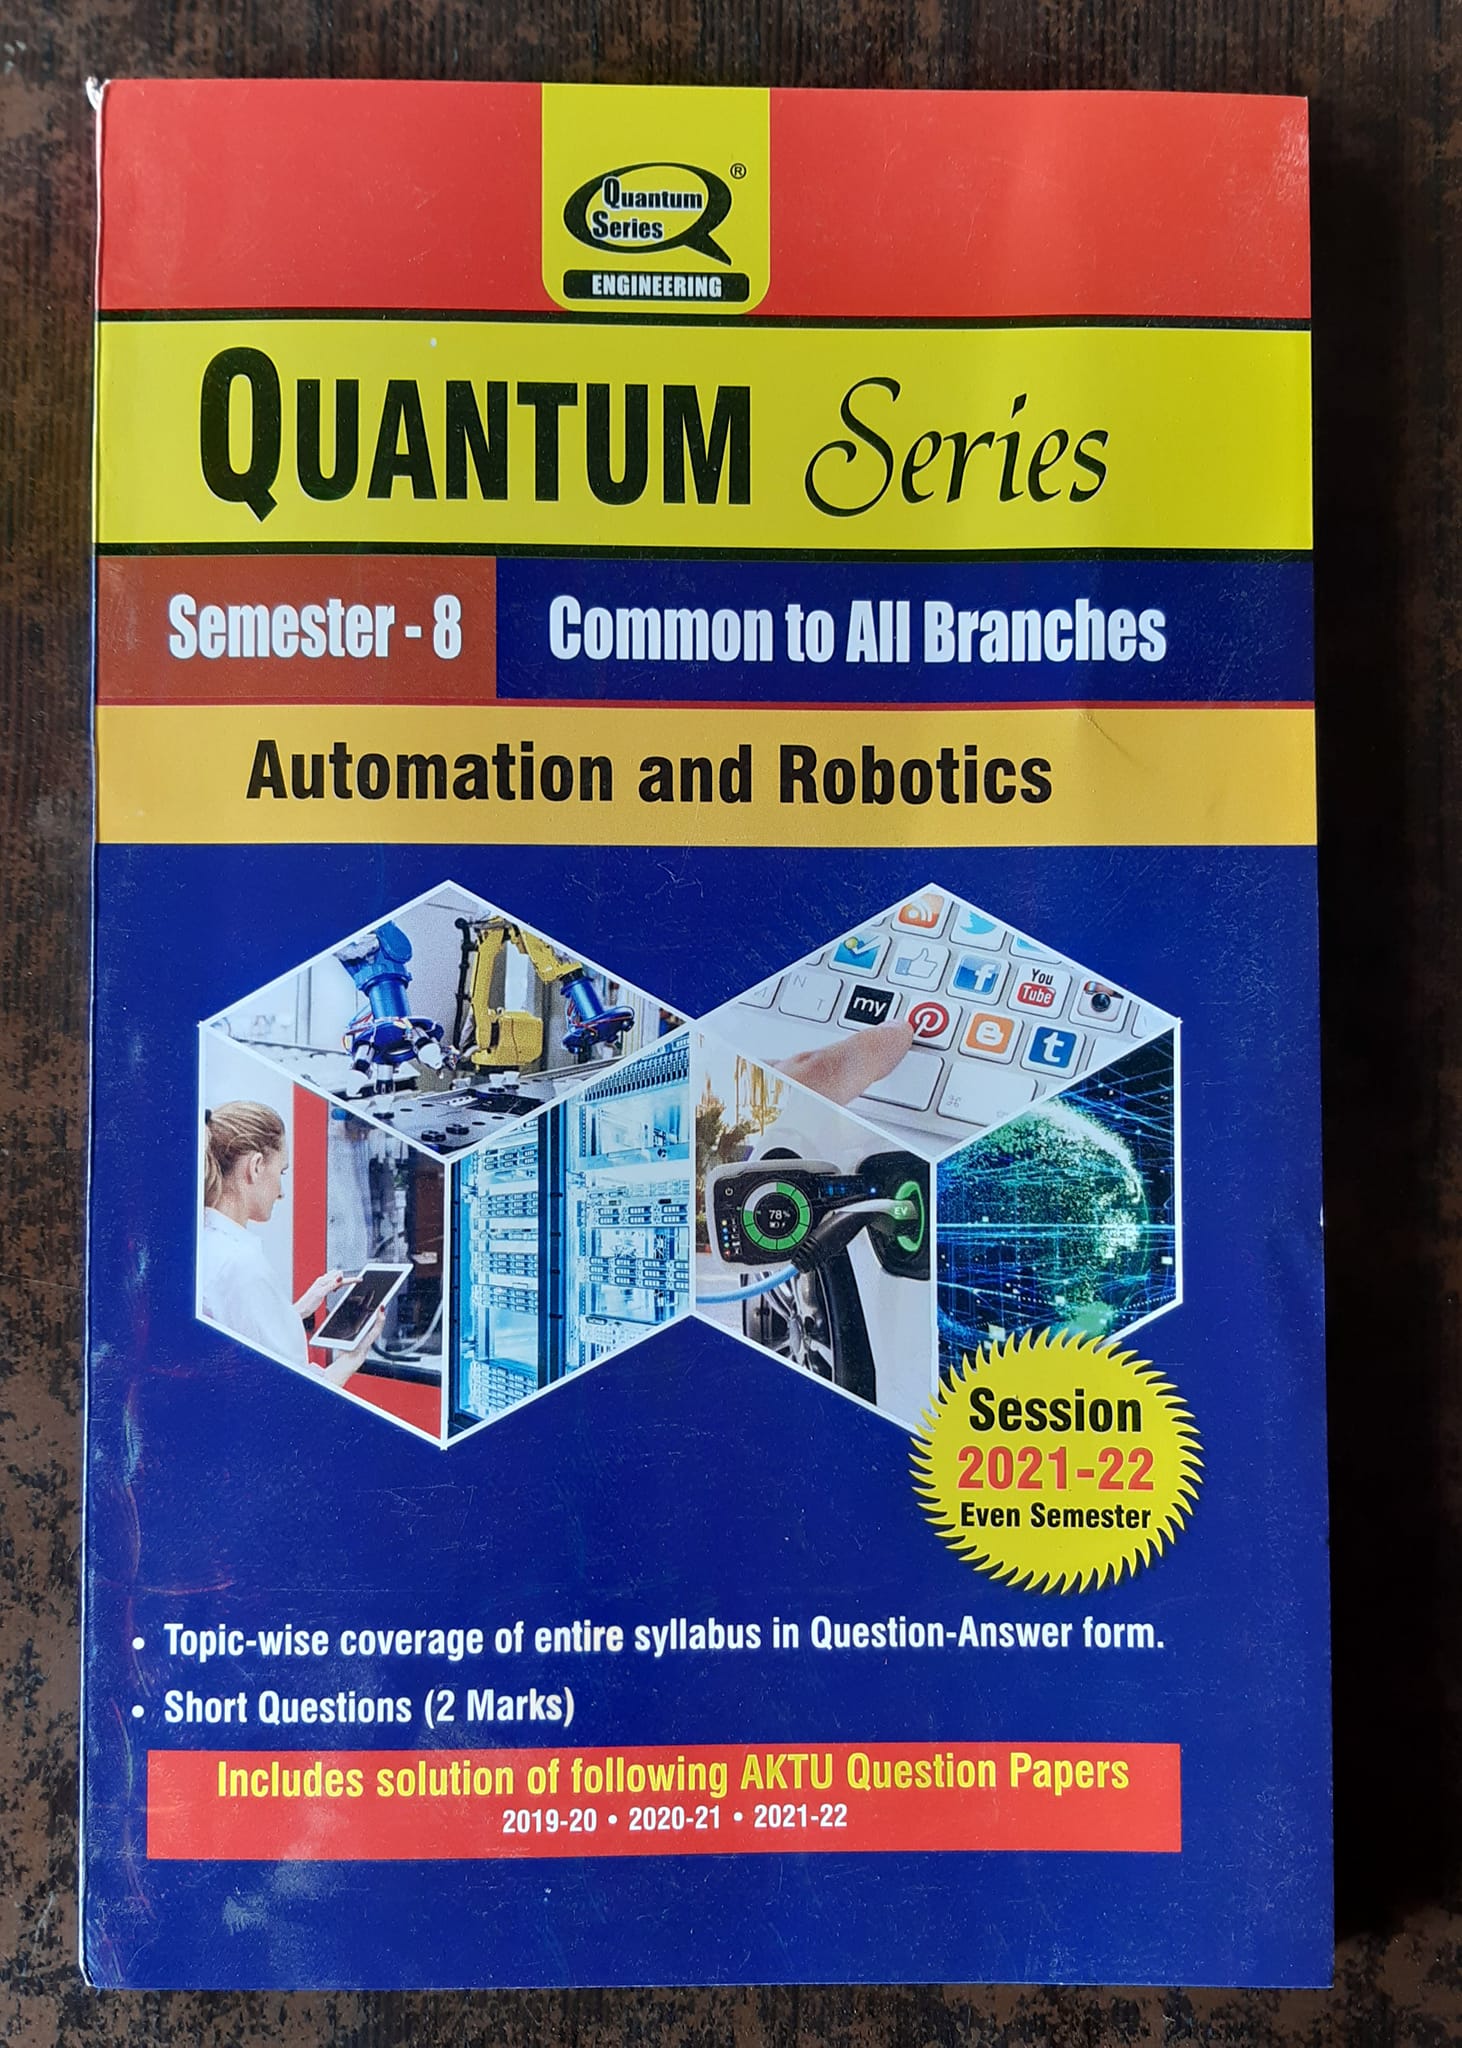 Quantum
Series
®
ENGINEERING
QUANTUM Series
Semester - 8
Common to All Branches
Automation and Robotics
my
You
Tube
78%
EV
Session
2021-22
Even Semester
• Topic-wise coverage of entire syllabus in Question-Answer form.
• Short Questions (2 Marks)
Includes solution of following AKTU Question Papers
2019-20 • 2020-21 • 2021-22